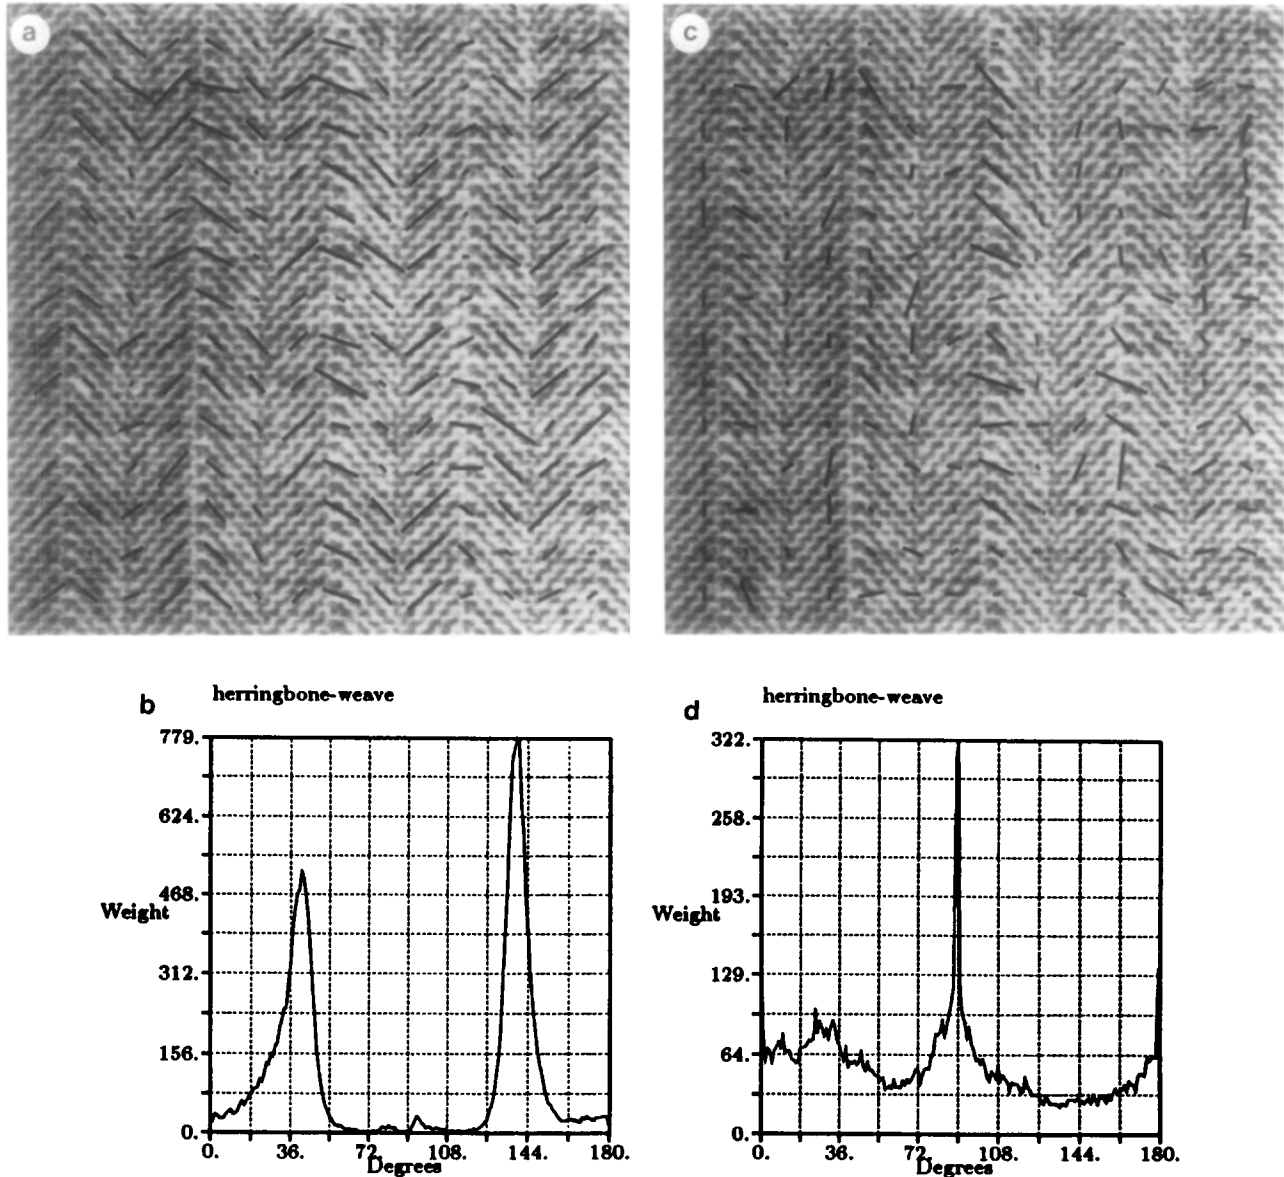 a
c
b
herringbone-weave
779.
624.
468.
Weight
312.
156.
0.
0. 36. 72. 108. 144. 180.
Degrees
d
herringbone-weave
322.
258.
193.
Weight
129.
64.
0.
0. 36. 72. 108. 144. 180.
Degrees